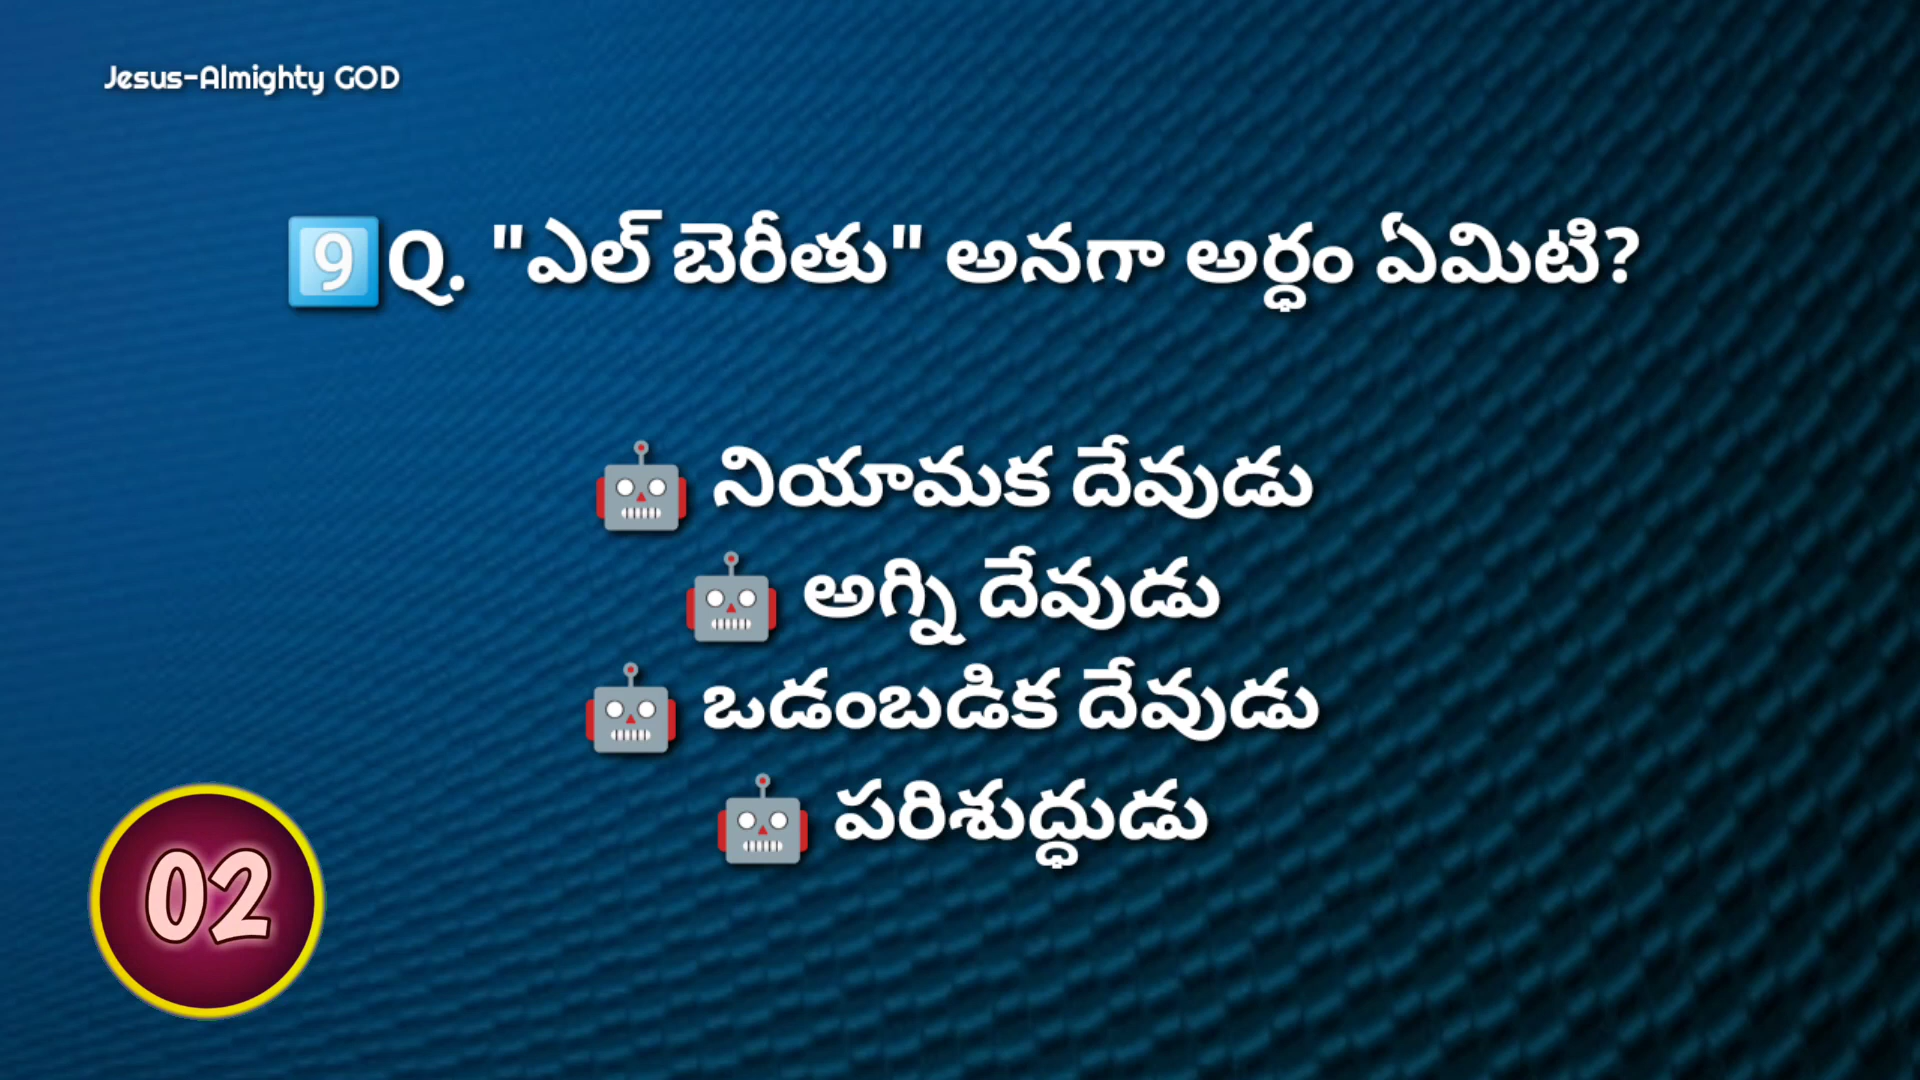 Jesus-Almighty GOD
9️⃣Q. "ఎల్ బెరీతు" అనగా అర్ధం ఏమిటి?
🤖 నియామక దేవుడు
🤖 అగ్ని దేవుడు
🤖 ఒడంబడిక దేవుడు
🤖 పరిశుద్ధుడు
02